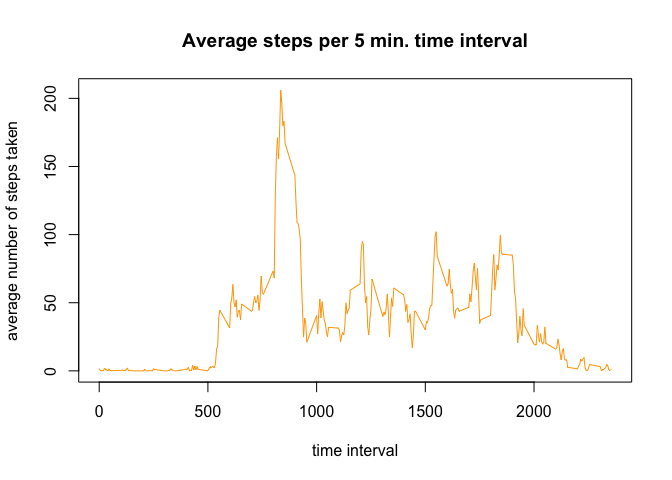 Average steps per 5 min. time interval
average number of steps taken
200
150
100
50
0
0 500 1000 1500 2000
time interval